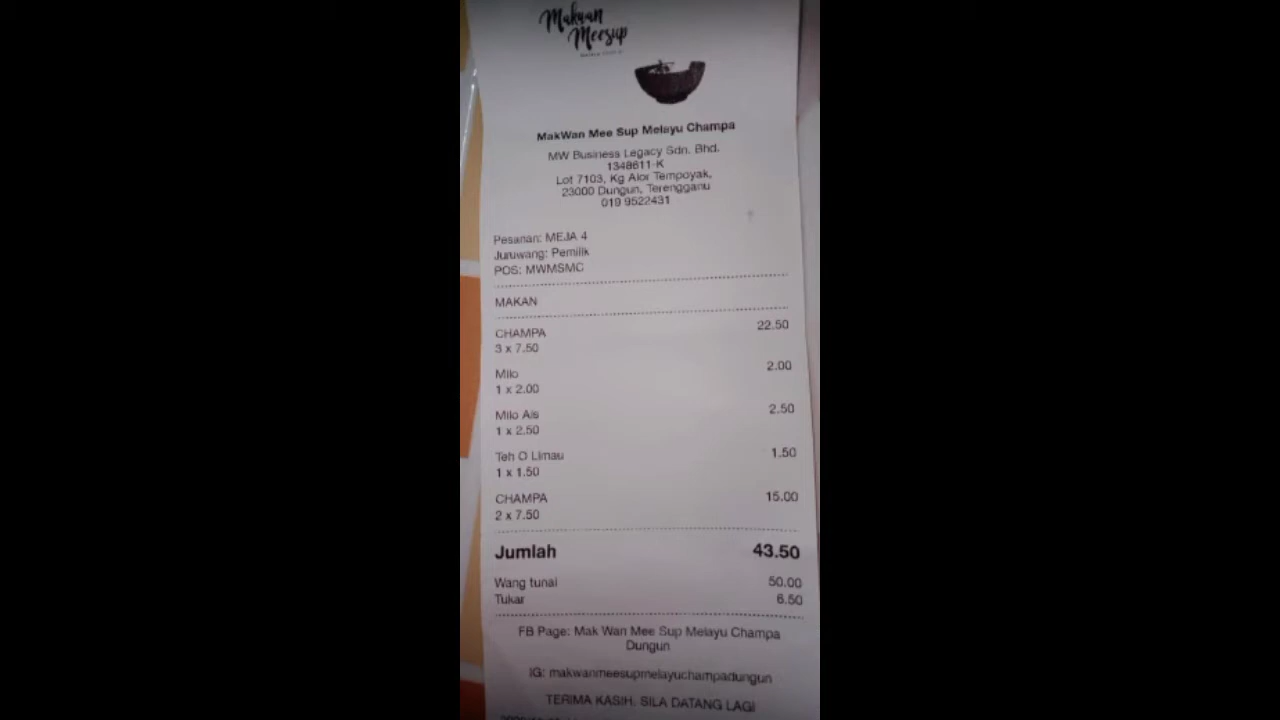 Makwan
Meesup
MakWan Mee Sup Melayu Champa
MW Business Legacy Sdn. Bhd.
1348611-K
Lot 7103, Kg Alor Tempoyak,
23000 Dungun, Terengganu
019 9522431
Pesanan: MEJA 4
Juruwang: Pemilik
POS: MWMSMC
MAKAN
CHAMPA 22.50
3 x 7.50
Milo 2.00
1 x 2.00
Milo Ais 2.50
1 x 2.50
Teh O Limau 1.50
1 x 1.50
CHAMPA 15.00
2 x 7.50
Jumlah 43.50
Wang tunai 50.00
Tukar 6.50
FB Page: Mak Wan Mee Sup Melayu Champa
Dungun
IG: makwanmeesupmelayuchampadungun
TERIMA KASIH. SILA DATANG LAGI